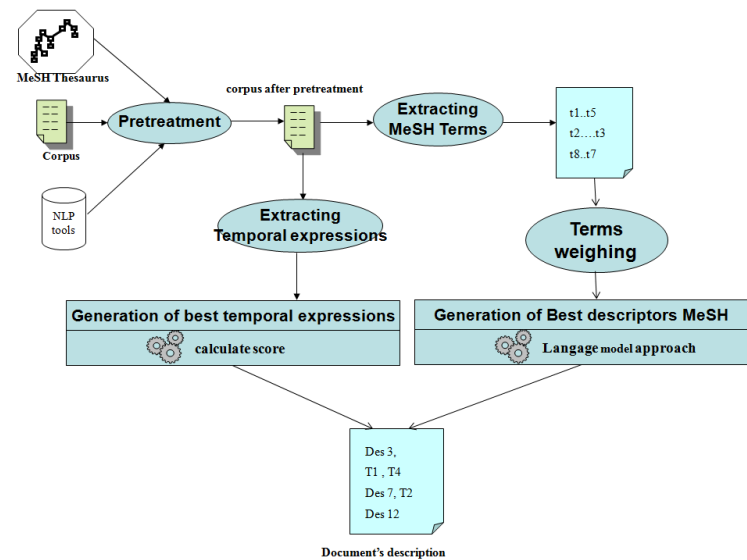 MeSH Thesaurus
Corpus
NLP
tools
Pretreatment
corpus after pretreatment
Extracting
MeSH Terms
t1..t5
t2....t3
t8..t7
Extracting
Temporal expressions
Terms
weighing
Generation of best temporal expressions
calculate score
Generation of Best descriptors MeSH
Langage model approach
Des 3,
T1 , T4
Des 7, T2
Des 12
Document's description